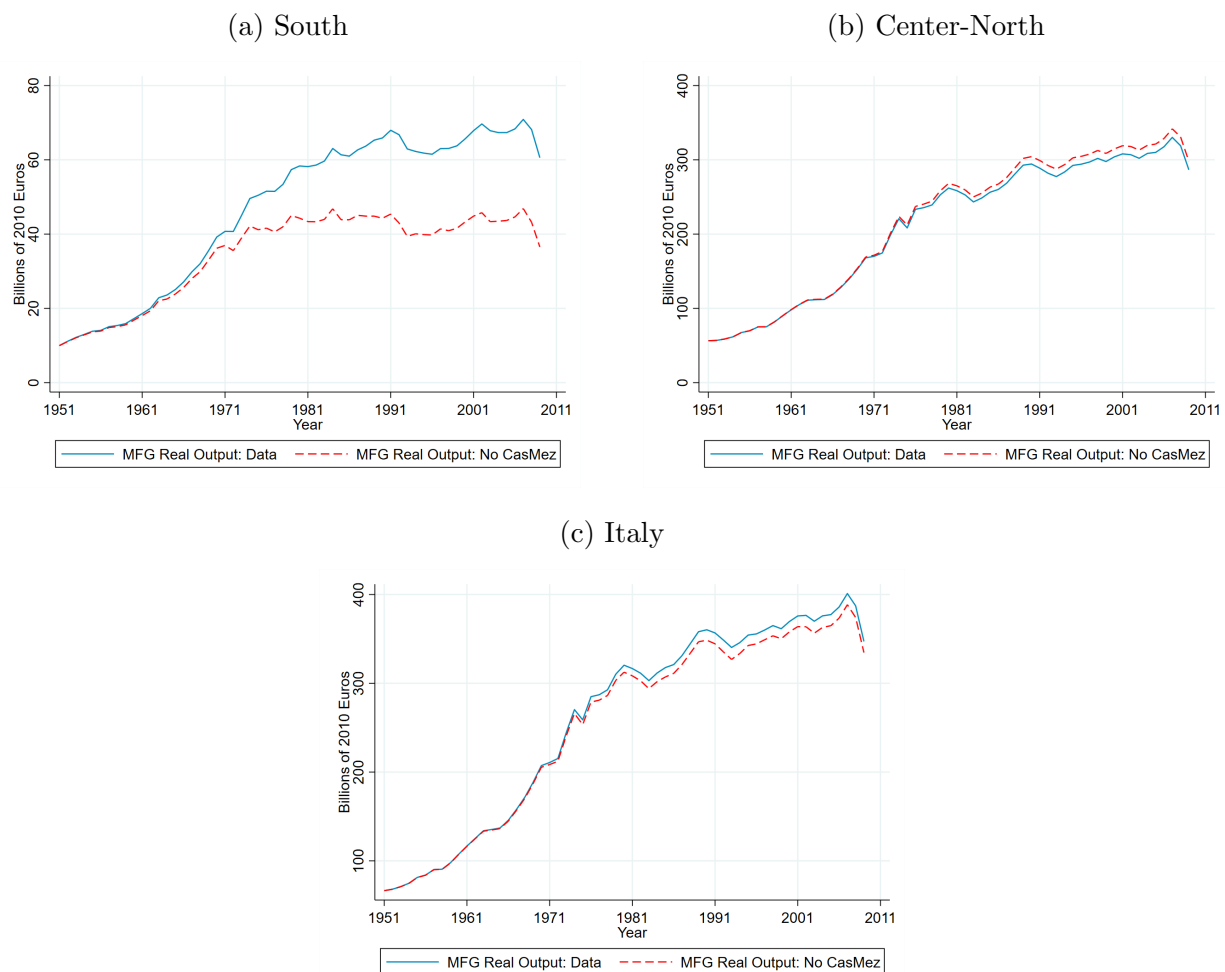 (a) South
(b) Center-North
Billions of 2010 Euros
80
60
40
20
0
1951 1961 1971 1981 1991 2001 2011
Year
MFG Real Output: Data MFG Real Output: No CasMez
Billions of 2010 Euros
400
300
200
100
0
1951 1961 1971 1981 1991 2001 2011
Year
MFG Real Output: Data MFG Real Output: No CasMez
(c) Italy
Billions of 2010 Euros
400
300
200
100
1951 1961 1971 1981 1991 2001 2011
Year
MFG Real Output: Data MFG Real Output: No CasMez